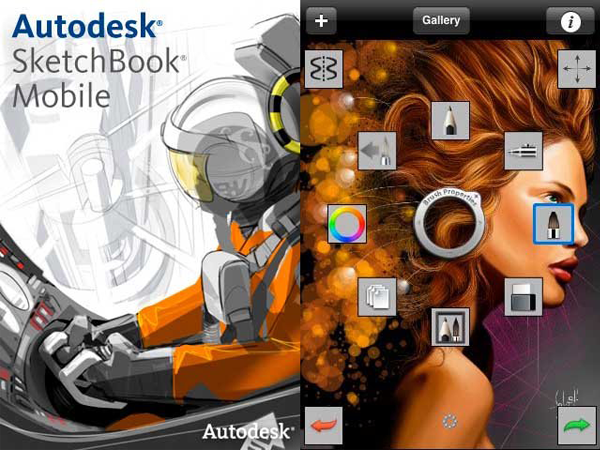 Autodesk®
SketchBook®
Mobile
Autodesk®
+
Gallery
i
Brush Properties